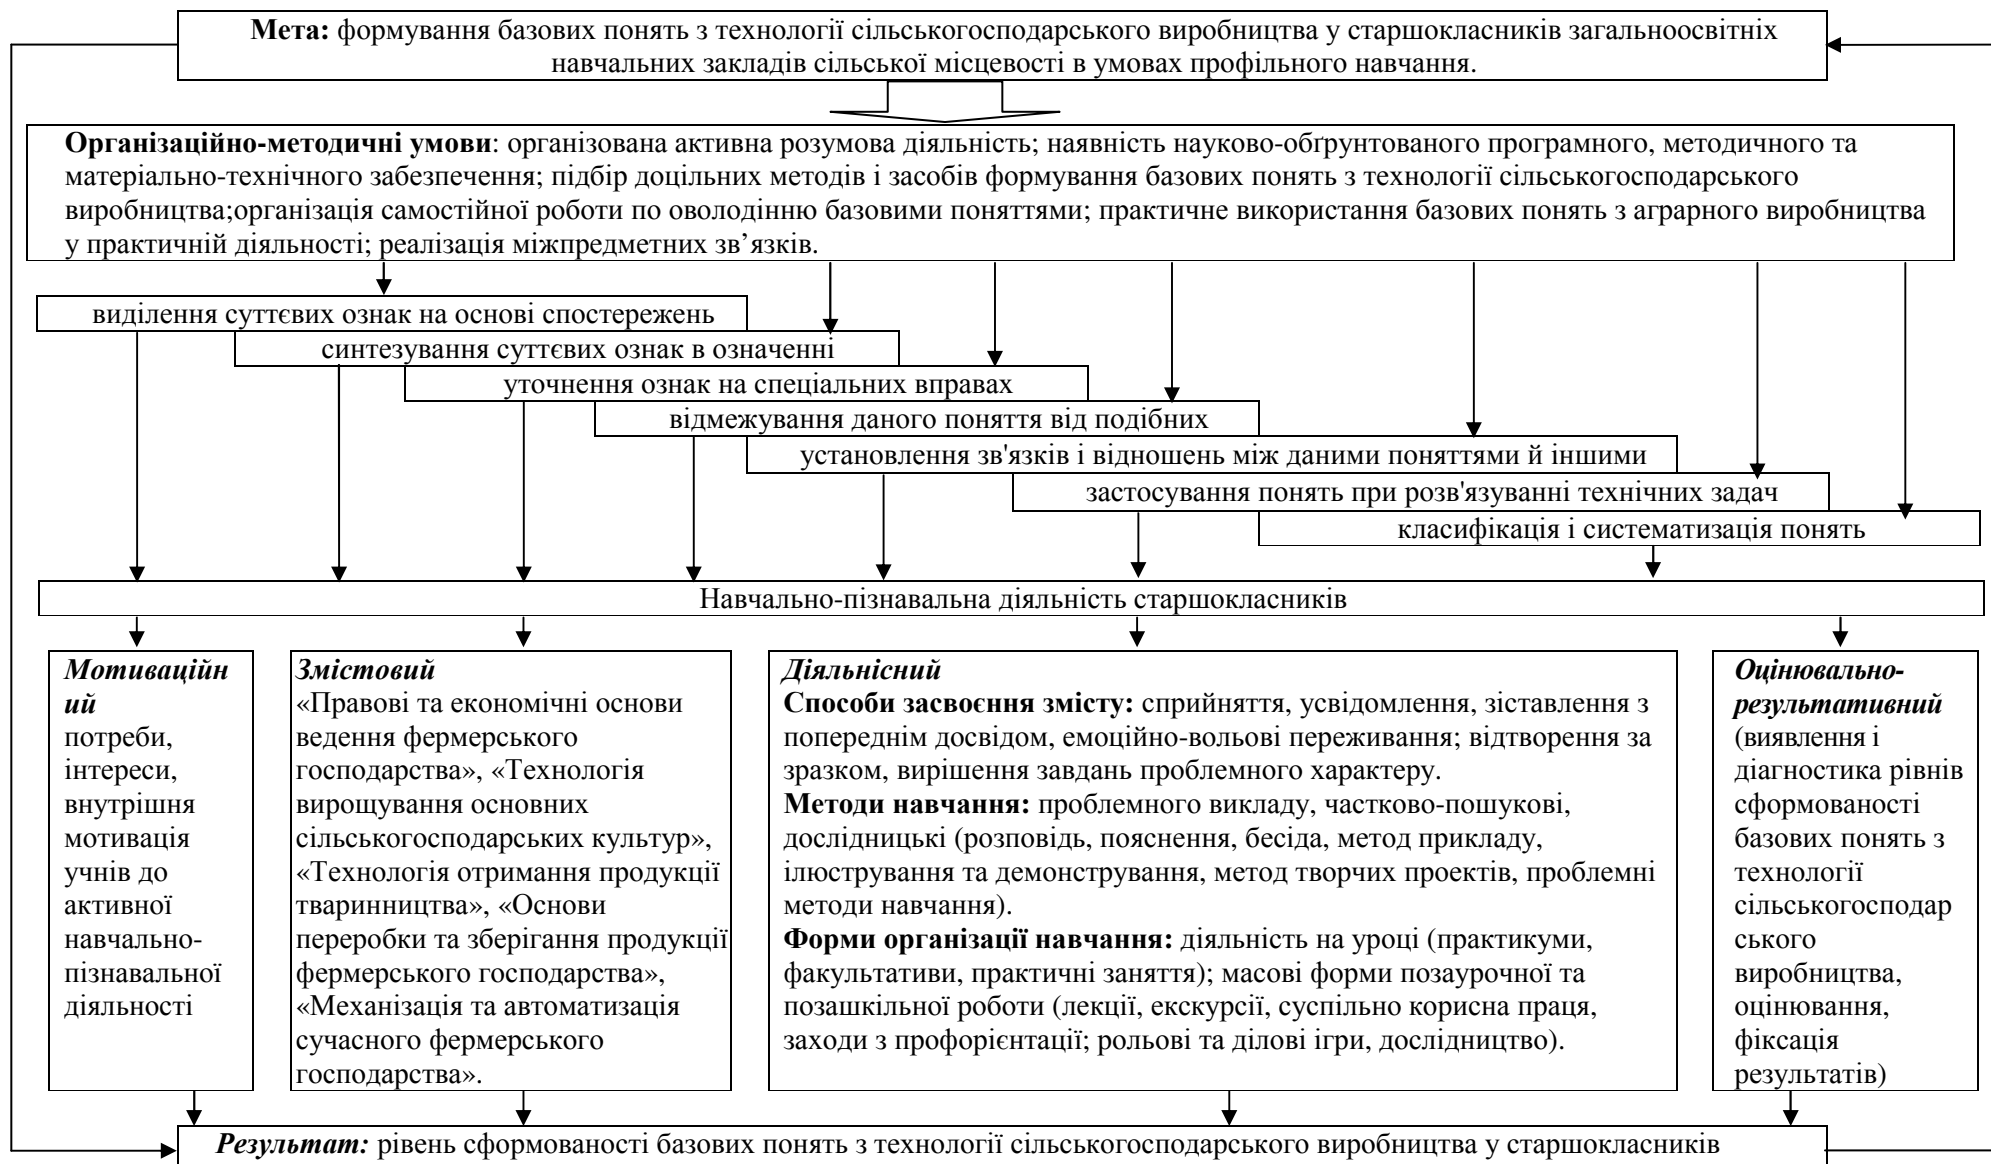 Мета: формування базових понять з технології сільськогосподарського виробництва у старшокласників загальноосвітніх
навчальних закладів сільської місцевості в умовах профільного навчання.
Організаційно-методичні умови: організована активна розумова діяльність; наявність науково-обґрунтованого програмного, методичного та
матеріально-технічного забезпечення; підбір доцільних методів і засобів формування базових понять з технології сільськогосподарського
виробництва;організація самостійної роботи по оволодінню базовими поняттями; практичне використання базових понять з аграрного виробництва
у практичній діяльності; реалізація міжпредметних зв’язків.
виділення суттєвих ознак на основі спостережень
синтезування суттєвих ознак в означенні
уточнення ознак на спеціальних вправах
відмежування даного поняття від подібних
установлення зв'язків і відношень між даними поняттями й іншими
застосування понять при розв'язуванні технічних задач
класифікація і систематизація понять
Навчально-пізнавальна діяльність старшокласників
Мотиваційн
ий
потреби,
інтереси,
внутрішня
мотивація
учнів до
активної
навчально-
пізнавальної
діяльності
Змістовий
«Правові та економічні основи
ведення фермерського
господарства», «Технологія
вирощування основних
сільськогосподарських культур»,
«Технологія отримання продукції
тваринництва», «Основи
переробки та зберігання продукції
фермерського господарства»,
«Механізація та автоматизація
сучасного фермерського
господарства».
Діяльнісний
Способи засвоєння змісту: сприйняття, усвідомлення, зіставлення з
попереднім досвідом, емоційно-вольові переживання; відтворення за
зразком, вирішення завдань проблемного характеру.
Методи навчання: проблемного викладу, частково-пошукові,
дослідницькі (розповідь, пояснення, бесіда, метод прикладу,
ілюстрування та демонстрування, метод творчих проектів, проблемні
методи навчання).
Форми організації навчання: діяльність на уроці (практикуми,
факультативи, практичні заняття); масові форми позаурочної та
позашкільної роботи (лекції, екскурсії, суспільно корисна праця,
заходи з профорієнтації; рольові та ділові ігри, дослідництво).
Оцінювально-
результативний
(виявлення і
діагностика рівнів
сформованості
базових понять з
технології
сільськогосподар
ського
виробництва,
оцінювання,
фіксація
результатів)
Результат: рівень сформованості базових понять з технології сільськогосподарського виробництва у старшокласників